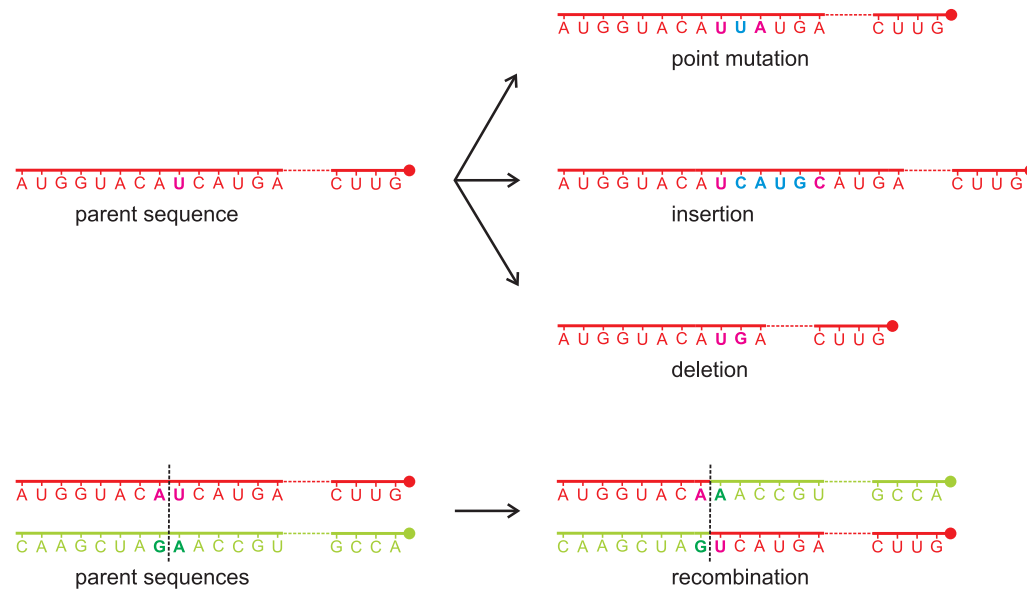 A U G G U A C A U U A U G A C U U G
point mutation
A U G G U A C A U C A U G A C U U G
parent sequence
A U G G U A C A U C A U G C A U G A C U U G
insertion
A U G G U A C A U G A C U U G
deletion
A U G G U A C A U C A U G A C U U G
C A A G C U A G A A C C G U G C C A
parent sequences
A U G G U A C A A A C C G U G C C A
C A A G C U A G U C A U G A C U U G
recombination